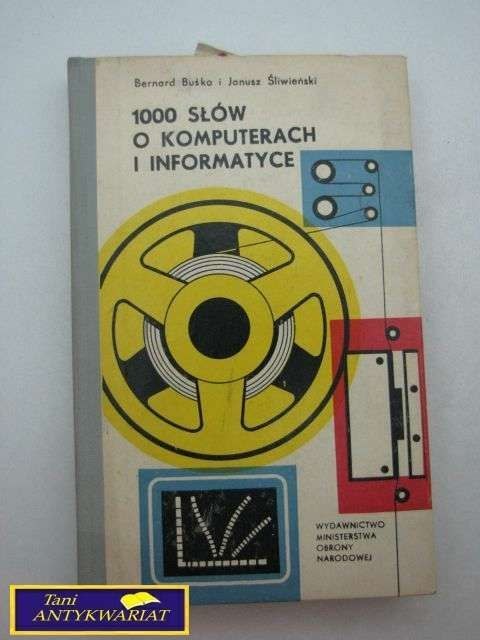 Bernard Buśko i Janusz Śliwieński
1000 SŁÓW
O KOMPUTERACH
I INFORMATYCE
WYDAWNICTWO
MINISTERSTWA
OBRONY
NARODOWEJ
Tani
ANTYKWARIAT